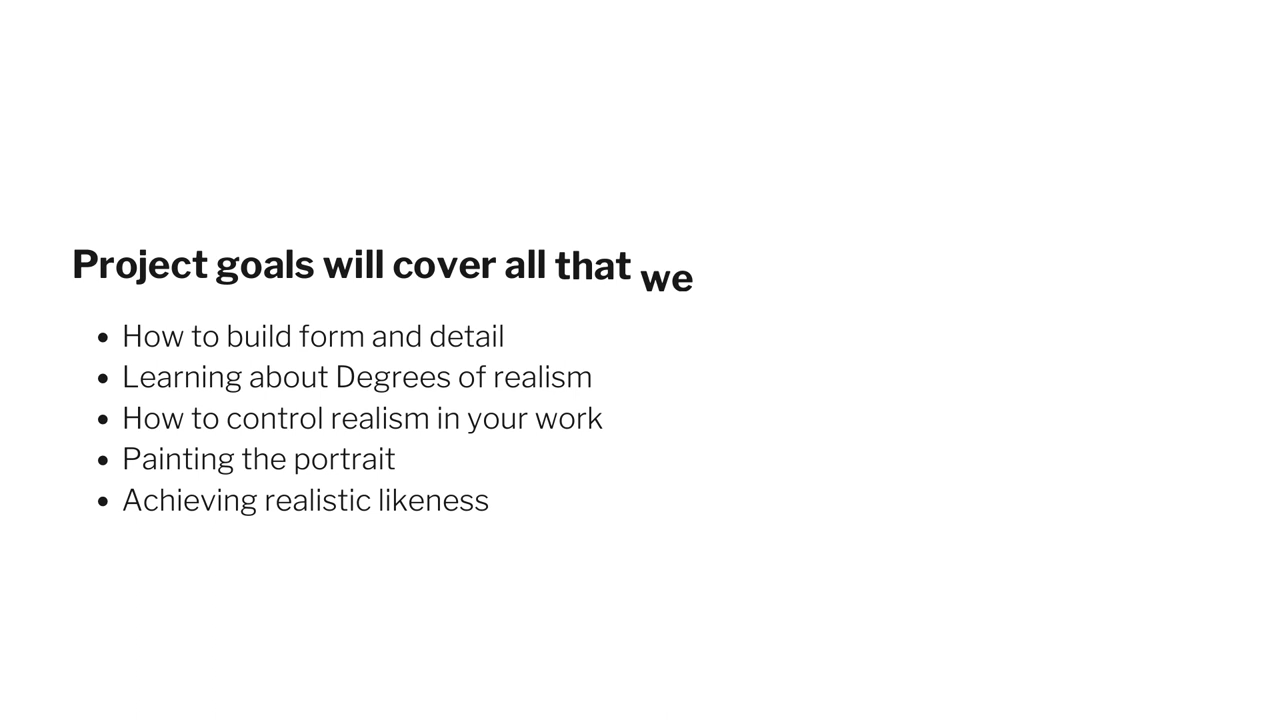 Project goals will cover all that we
• How to build form and detail
• Learning about Degrees of realism
• How to control realism in your work
• Painting the portrait
• Achieving realistic likeness